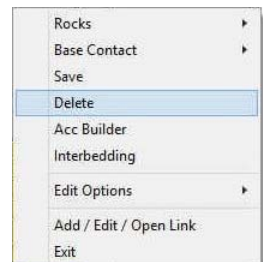 Rocks
Base Contact
Save
Delete
Acc Builder
Interbedding
Edit Options
Add / Edit / Open Link
Exit